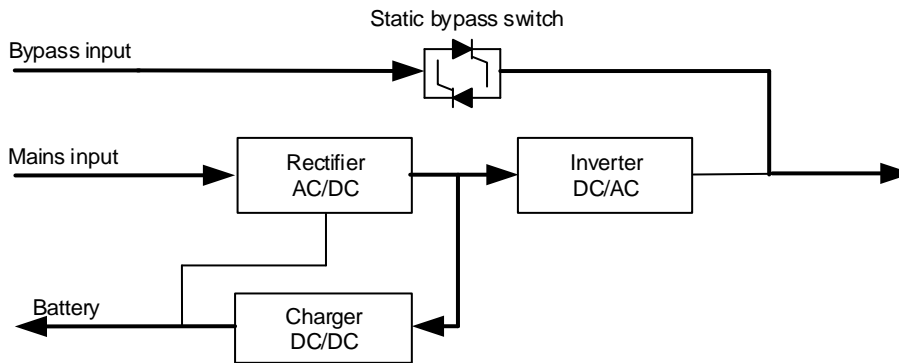 Static bypass switch
Bypass input
Mains input
Rectifier
AC/DC
Inverter
DC/AC
Battery
Charger
DC/DC